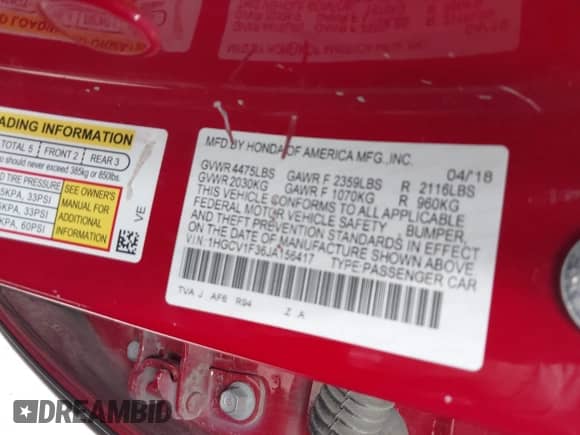 ADING INFORMATION
TOTAL 5 FRONT 2 REAR 3
ould never exceed 385kg or 850lbs.
D TIRE PRESSURE
5KPA, 33PSI
KPA, 33PSI
KPA, 60PSI
SEE OWNER'S
MANUAL FOR
ADDITIONAL
INFORMATION
VE
MFD.BY HONDA OF AMERICA MFG.,INC. 04/18
GVWR 4475LBS GAWR F 2359LBS R 2116LBS
GVWR 2030KG GAWR F 1070KG R 960KG
THIS VEHICLE CONFORMS TO ALL APPLICABLE
FEDERAL MOTOR VEHICLE SAFETY BUMPER,
AND THEFT PREVENTION STANDARDS IN EFFECT
ON THE DATE OF MANUFACTURE SHOWN ABOVE.
VIN:1HGCV1F36JA156417 TYPE:PASSENGER CAR
TVA J AF6 R94 Z A
DREAMBID